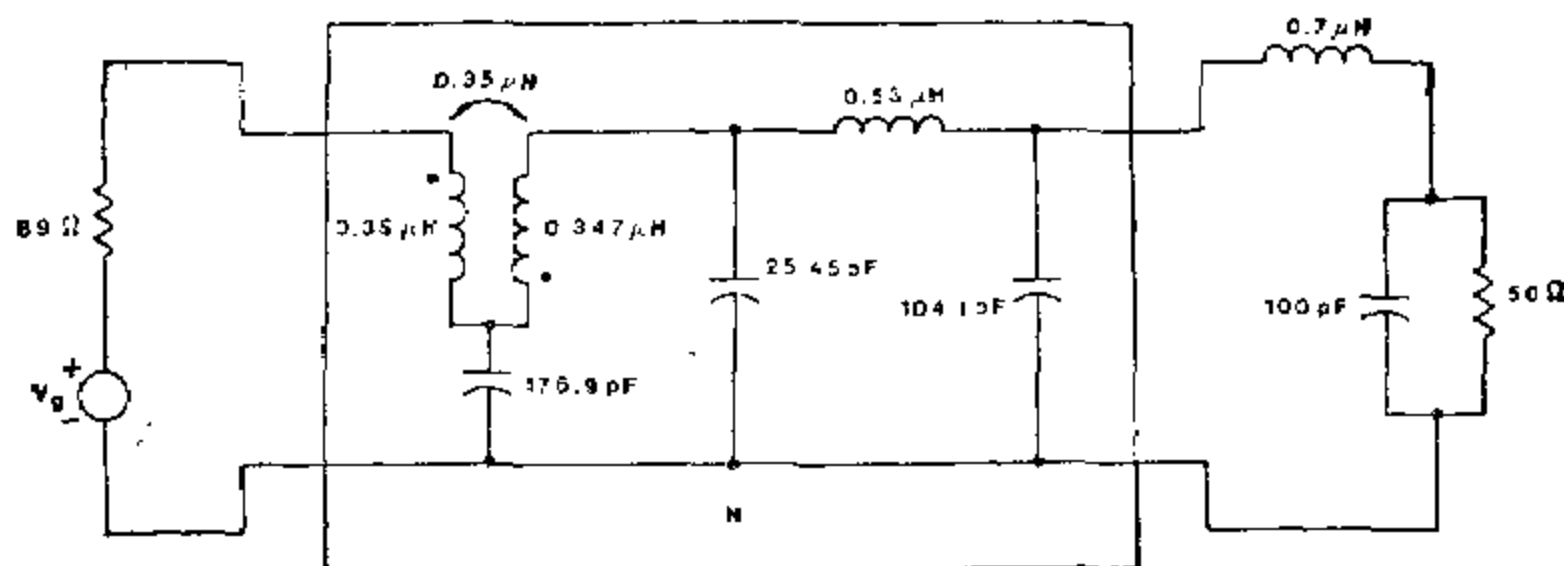 0.7 μH
0.35 μH
0.53 μH
89 Ω
0.35 μH
0.347 μH
25.45 pF
104.1 pF
100 pF
50 Ω
+
Vg
−
176.9 pF
N